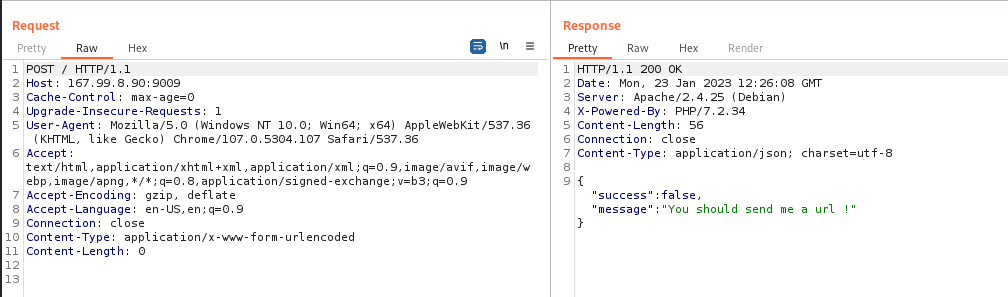 Request
Pretty Raw Hex \n
1 POST / HTTP/1.1
2 Host: 167.99.8.90:9009
3 Cache-Control: max-age=0
4 Upgrade-Insecure-Requests: 1
5 User-Agent: Mozilla/5.0 (Windows NT 10.0; Win64; x64) AppleWebKit/537.36
(KHTML, like Gecko) Chrome/107.0.5304.107 Safari/537.36
6 Accept:
text/html,application/xhtml+xml,application/xml;q=0.9,image/avif,image/w
ebp,image/apng,*/*;q=0.8,application/signed-exchange;v=b3;q=0.9
7 Accept-Encoding: gzip, deflate
8 Accept-Language: en-US,en;q=0.9
9 Connection: close
10 Content-Type: application/x-www-form-urlencoded
11 Content-Length: 0
12
13
Response
Pretty Raw Hex Render
1 HTTP/1.1 200 OK
2 Date: Mon, 23 Jan 2023 12:26:08 GMT
3 Server: Apache/2.4.25 (Debian)
4 X-Powered-By: PHP/7.2.34
5 Content-Length: 56
6 Connection: close
7 Content-Type: application/json; charset=utf-8
8
9 {
"success":false,
"message":"You should send me a url !"
}